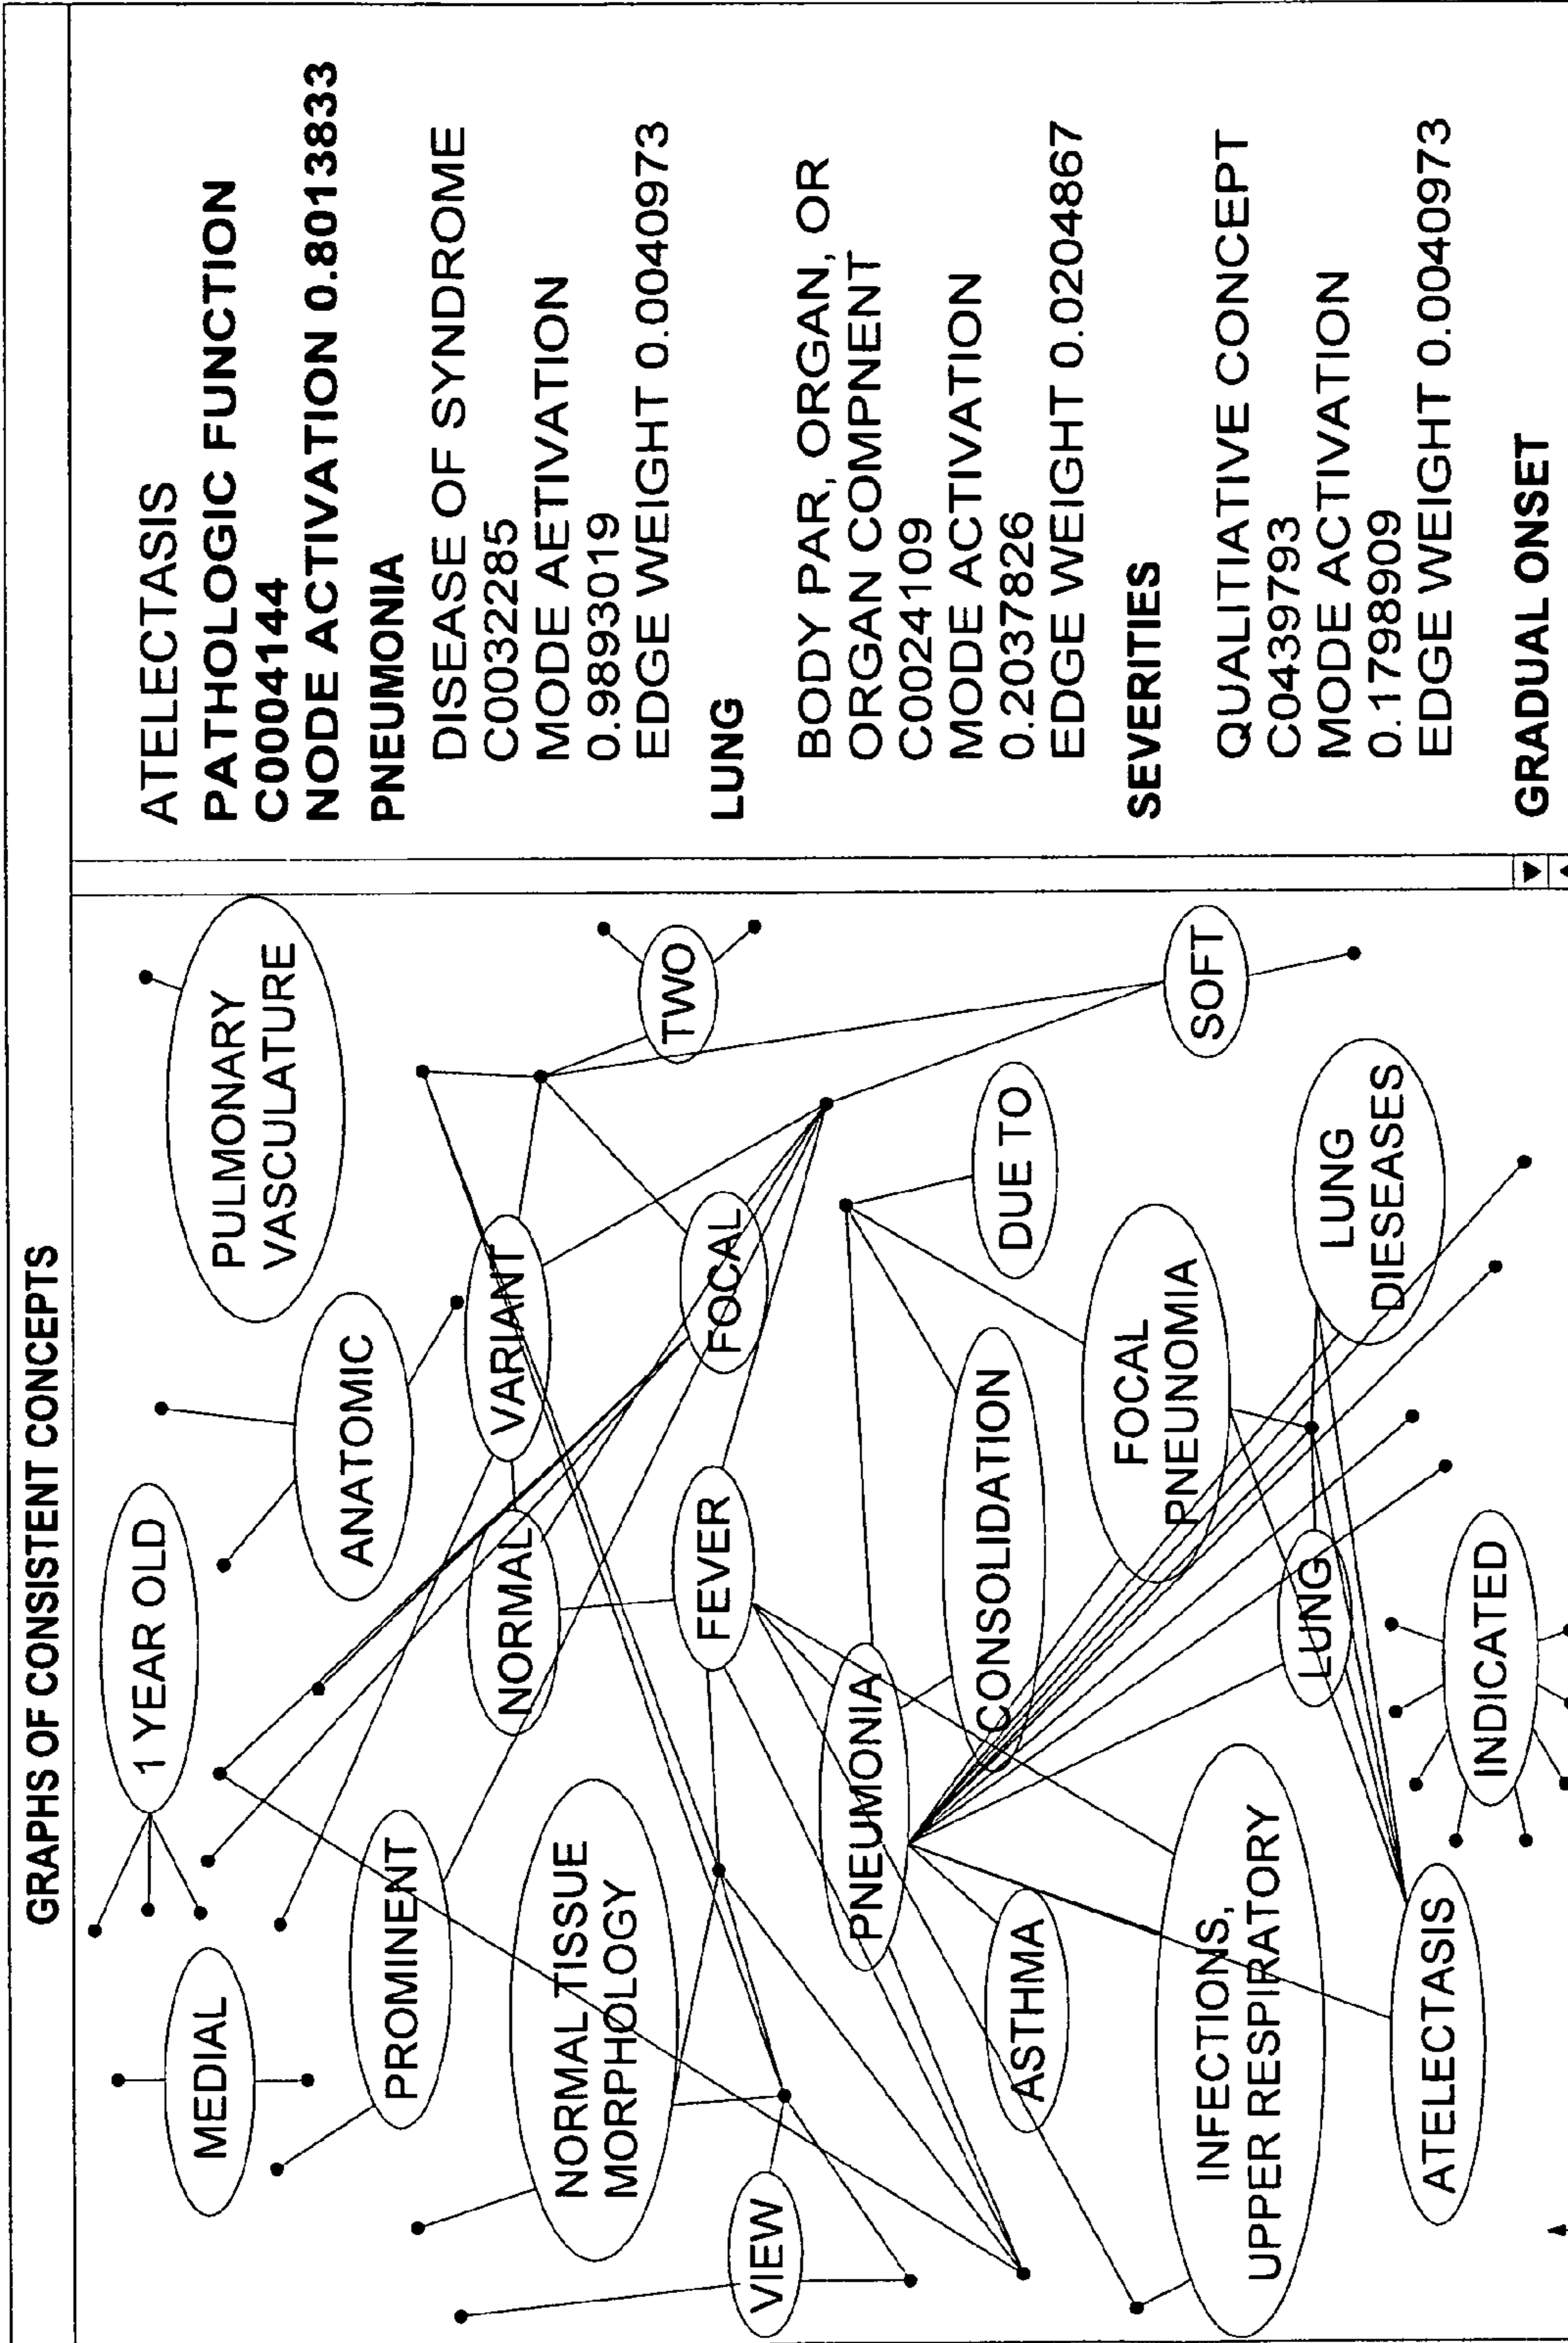 GRAPHS OF CONSISTENT CONCEPTS
MEDIAL
1 YEAR OLD
ANATOMIC
PULMONARY
VASCULATURE
PROMINENT
NORMAL
VARIANT
NORMAL TISSUE
MORPHOLOGY
FEVER
FOCAL
TWO
VIEW
PNEUMONIA
CONSOLIDATION
DUE TO
ASTHMA
FOCAL
PNEUNOMIA
SOFT
INFECTIONS,
UPPER RESPIRATORY
LUNG
LUNG
DIESEASES
ATELECTASIS
INDICATED
ATELECTASIS
PATHOLOGIC FUNCTION
C0004144
NODE ACTIVATION 0.8013833
PNEUMONIA
DISEASE OF SYNDROME
C0032285
MODE AETIVATION
0.9893019
EDGE WEIGHT 0.0040973
LUNG
BODY PAR, ORGAN, OR
ORGAN COMPNENT
C0024109
MODE ACTIVATION
0.2037826
EDGE WEIGHT 0.0204867
SEVERITIES
QUALITIATIVE CONCEPT
C0439793
MODE ACTIVATION
0.1798909
EDGE WEIGHT 0.0040973
GRADUAL ONSET